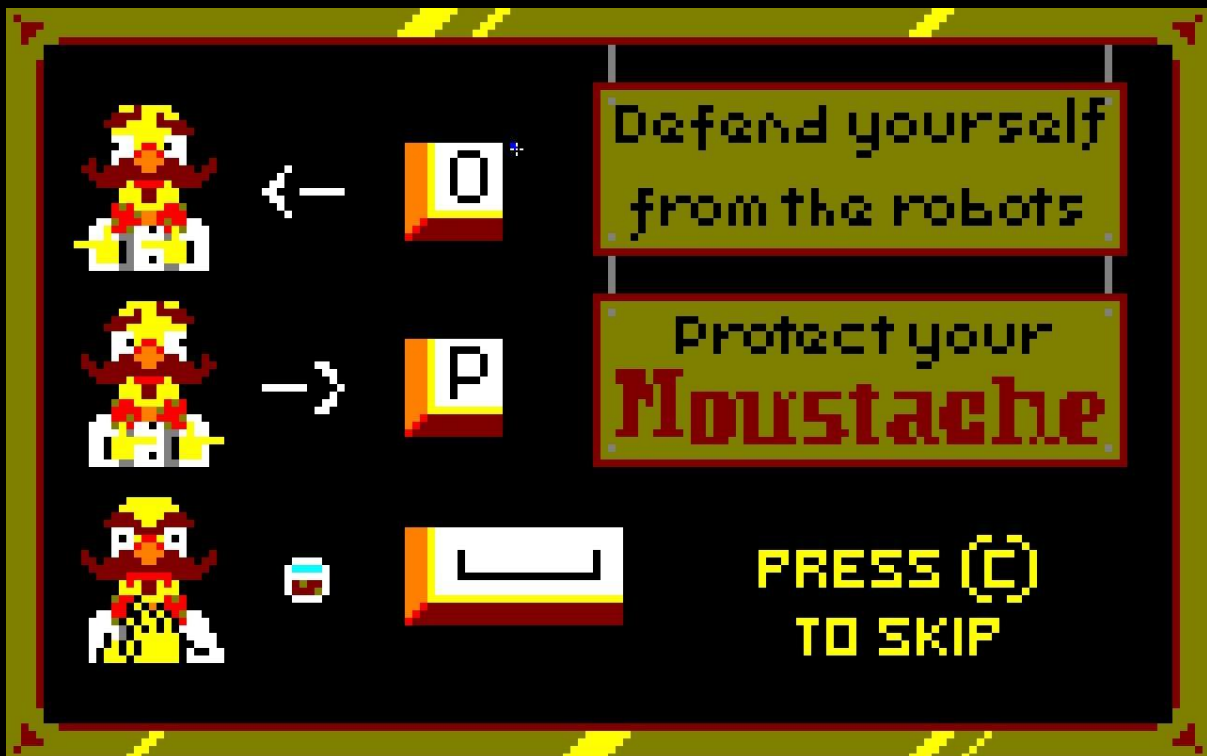 O
Defend yourself
from the robots
P
Protect your
Moustache
PRESS (C)
TO SKIP